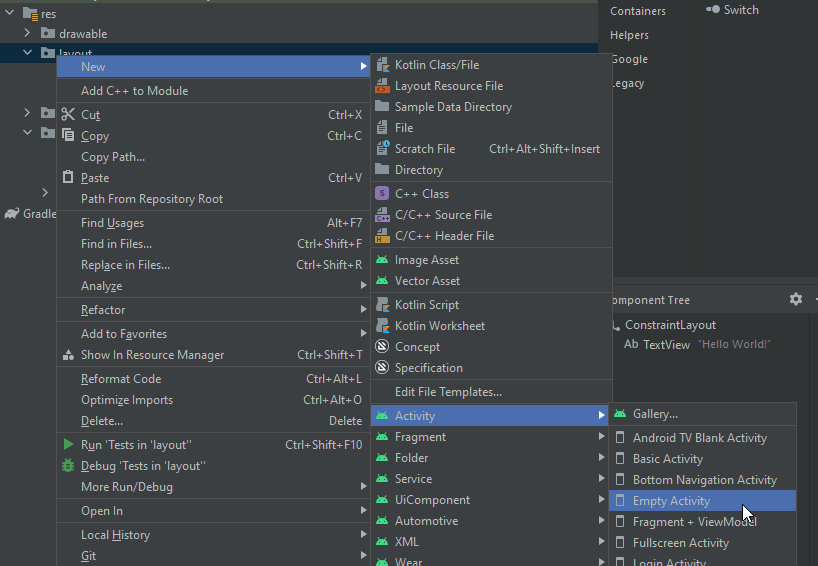 res
drawable
layout
Gradle
New
Add C++ to Module
Cut Ctrl+X
Copy Ctrl+C
Copy Path...
Paste Ctrl+V
Path From Repository Root
Find Usages Alt+F7
Find in Files... Ctrl+Shift+F
Replace in Files... Ctrl+Shift+R
Analyze
Refactor
Add to Favorites
Show In Resource Manager Ctrl+Shift+T
Reformat Code Ctrl+Alt+L
Optimize Imports Ctrl+Alt+O
Delete... Delete
Run 'Tests in 'layout'' Ctrl+Shift+F10
Debug 'Tests in 'layout''
More Run/Debug
Open In
Local History
Git
Kotlin Class/File
Layout Resource File
Sample Data Directory
File
Scratch File Ctrl+Alt+Shift+Insert
Directory
S C++ Class
C++ C/C++ Source File
H C/C++ Header File
Image Asset
Vector Asset
Kotlin Script
Kotlin Worksheet
Concept
Specification
Edit File Templates...
Activity
Fragment
Folder
Service
UiComponent
Automotive
XML
Wear
Gallery...
Android TV Blank Activity
Basic Activity
Bottom Navigation Activity
Empty Activity
Fragment + ViewModel
Fullscreen Activity
Login Activity
Containers
Helpers
Google
egacy
Switch
omponent Tree
ConstraintLayout
Ab TextView "Hello World!"